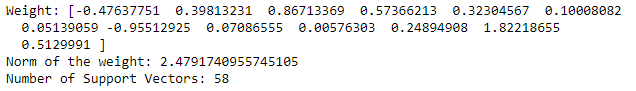 Weight: [-0.47637751  0.39813231  0.86713369  0.57366213  0.32304567  0.10008082
  0.05139059 -0.95512925  0.07086555  0.00576303  0.24894908  1.82218655
  0.5129991 ]
Norm of the weight: 2.4791740955745105
Number of Support Vectors: 58